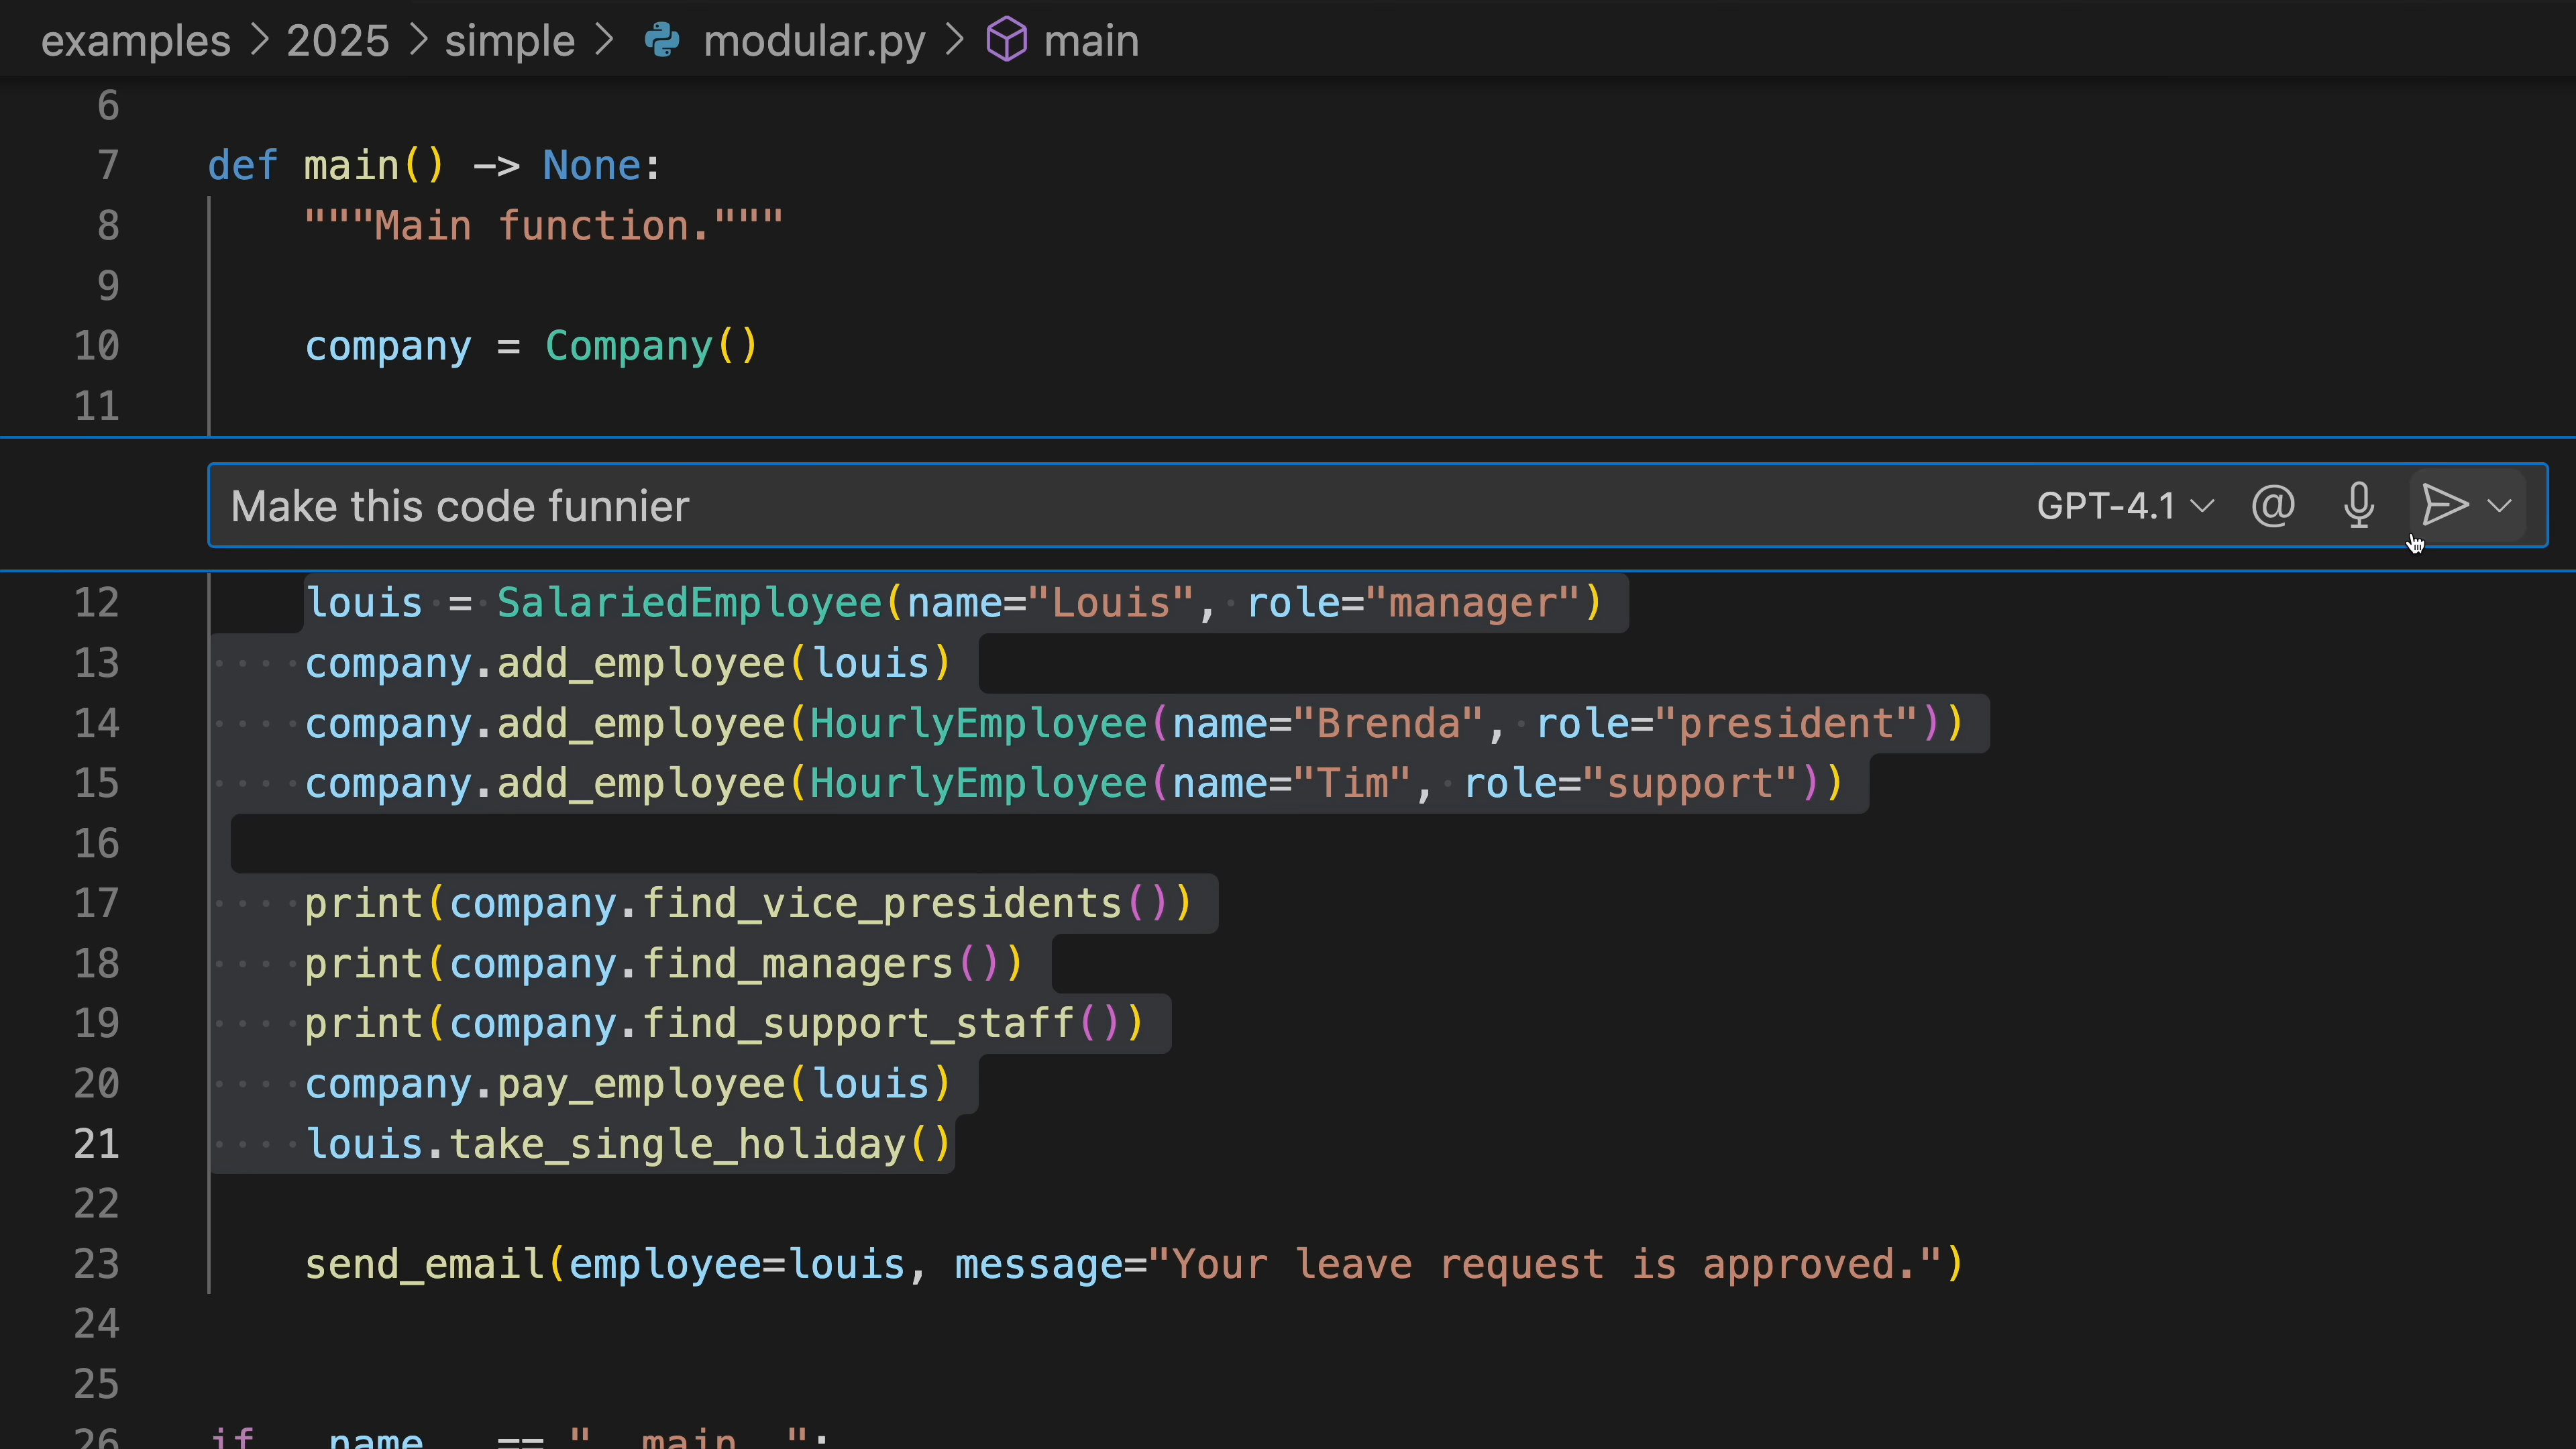 examples > 2025 > simple > modular.py > main
6
7 def main() -> None:
8 """Main function."""
9
10 company = Company()
11
Make this code funnier GPT-4.1 @
12 louis = SalariedEmployee(name="Louis", role="manager")
13 company.add_employee(louis)
14 company.add_employee(HourlyEmployee(name="Brenda", role="president"))
15 company.add_employee(HourlyEmployee(name="Tim", role="support"))
16
17 print(company.find_vice_presidents())
18 print(company.find_managers())
19 print(company.find_support_staff())
20 company.pay_employee(louis)
21 louis.take_single_holiday()
22
23 send_email(employee=louis, message="Your leave request is approved.")
24
25
26 if __name__ == "__main__":